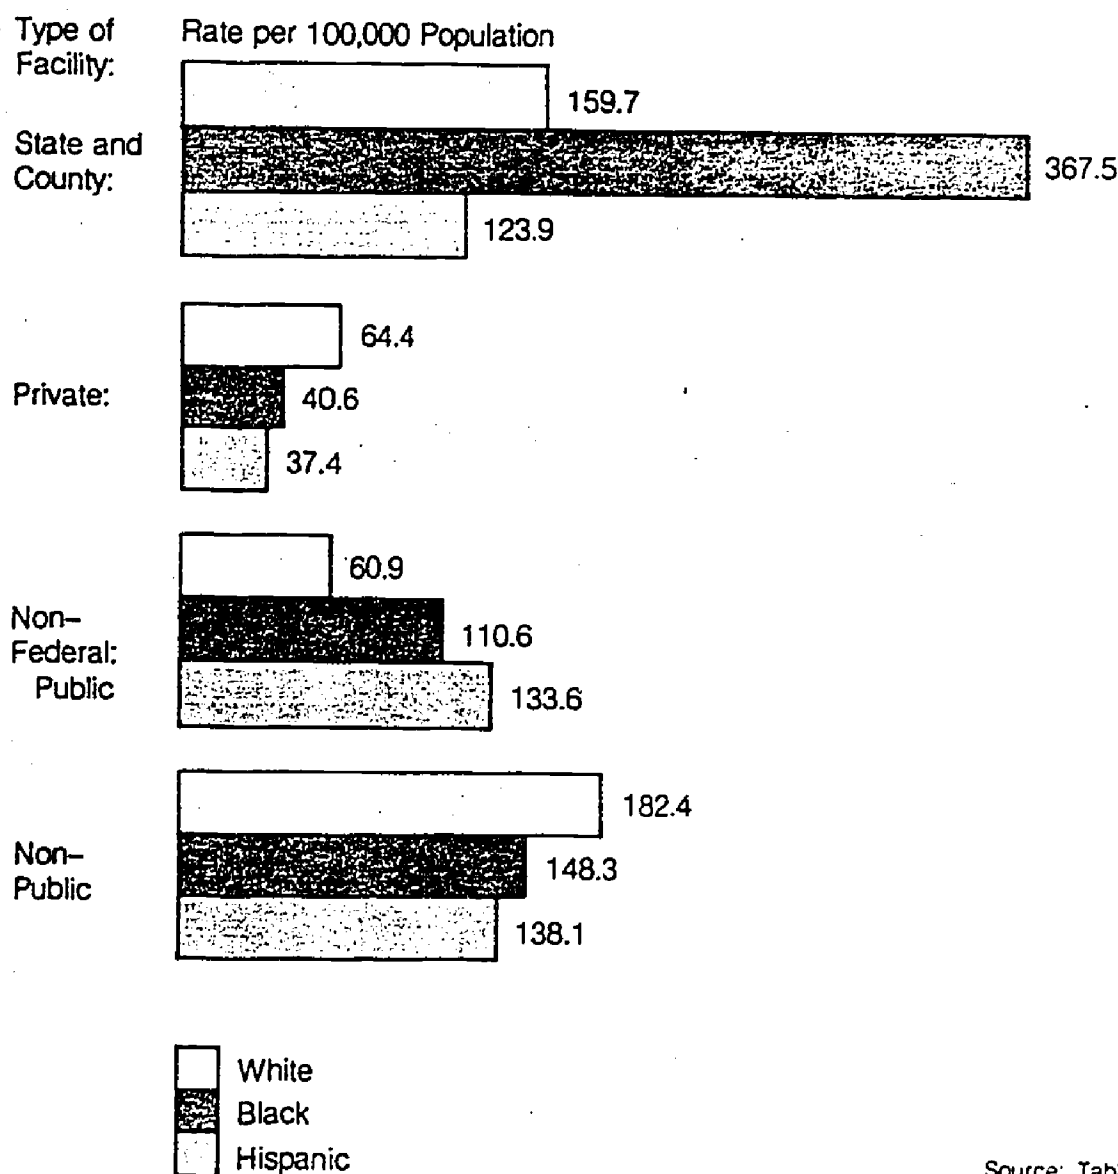 Type of
Facility:
Rate per 100,000 Population
State and
County:
159.7
367.5
123.9
Private:
64.4
40.6
37.4
Non-
Federal:
Public
60.9
110.6
133.6
Non-
Public
182.4
148.3
138.1
White
Black
Hispanic
Source: